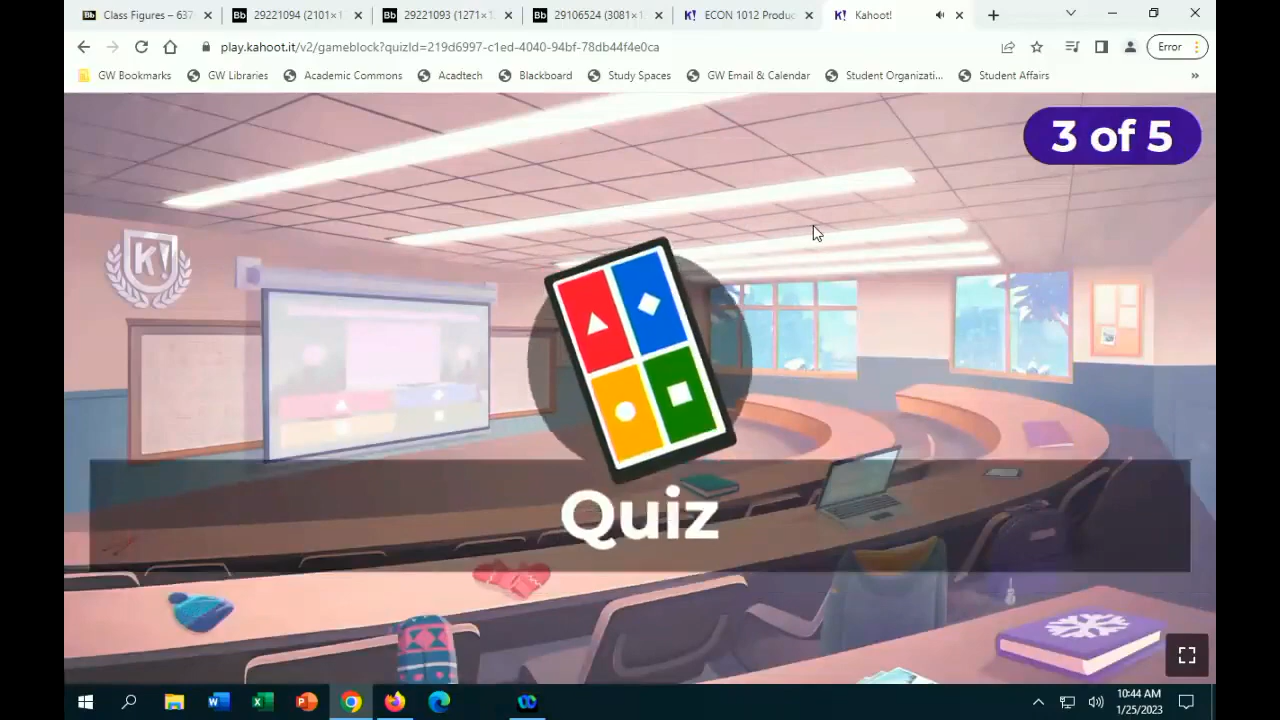 Class Figures – 637
29221094 (2101×1
29221093 (1271×1
29106524 (3081×1
ECON 1012 Produc
Kahoot!
play.kahoot.it/v2/gameblock?quizId=219d6997-c1ed-4040-94bf-78db44f4e0ca
Error
GW Bookmarks
GW Libraries
Academic Commons
Acadtech
Blackboard
Study Spaces
GW Email & Calendar
Student Organizati...
Student Affairs
3 of 5
K!
Quiz
10:44 AM
1/25/2023